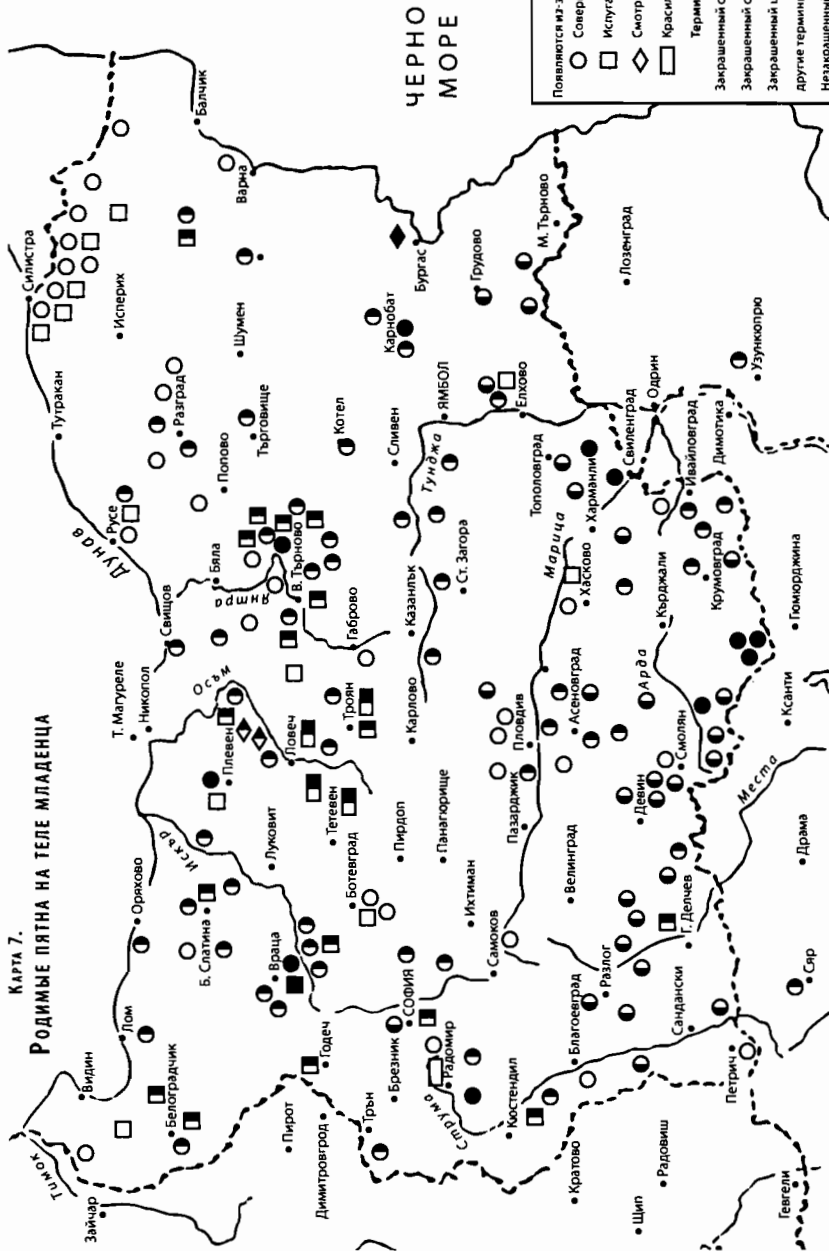 Карта 7.
Родимые пятна на теле младенца
ЧЕРНО
МОРЕ
Появляются из-з
Совер
Испуга
Смотр
Красил
Терми
Закрашенный с
Закрашенный с
Закрашенный ц
другие термин
Незакрашенный
Тимок
Зайчар
Видин
Лом
Оряхово
Т. Магуреле
Никопол
Свищов
Дунав
Русе
Тутракан
Силистра
Балчик
Белоградчик
Б. Слатина
Искър
Плевен
Осъм
Янтра
Бяла
Попово
Разград
Исперих
Варна
Пирот
Годеч
Враца
Луковит
Ловеч
В. Търново
Търговище
Шумен
Димитровград
Трън
Брезник
СОФИЯ
Ботевград
Тетевен
Троян
Габрово
Котел
Радомир
Струма
Пирдоп
Карлово
Казанлък
Сливен
Карнобат
Бургас
Кюстендил
Самоков
Ихтиман
Панагюрище
Ст. Загора
Тунджа
ЯМБОЛ
Грудово
Кратово
Благоевград
Пазарджик
Пловдив
Марица
Елхово
М. Търново
Щип
Разлог
Велинград
Асеновград
Хасково
Харманли
Тополовград
Свиленград
Лозенград
Радовиш
Сандански
Г. Делчев
Девин
Смолян
Арда
Кърджали
Крумовград
Ивайловград
Одрин
Петрич
Места
Димотика
Узункюпрю
Гевгели
Сяр
Драма
Ксанти
Гюмюрджина